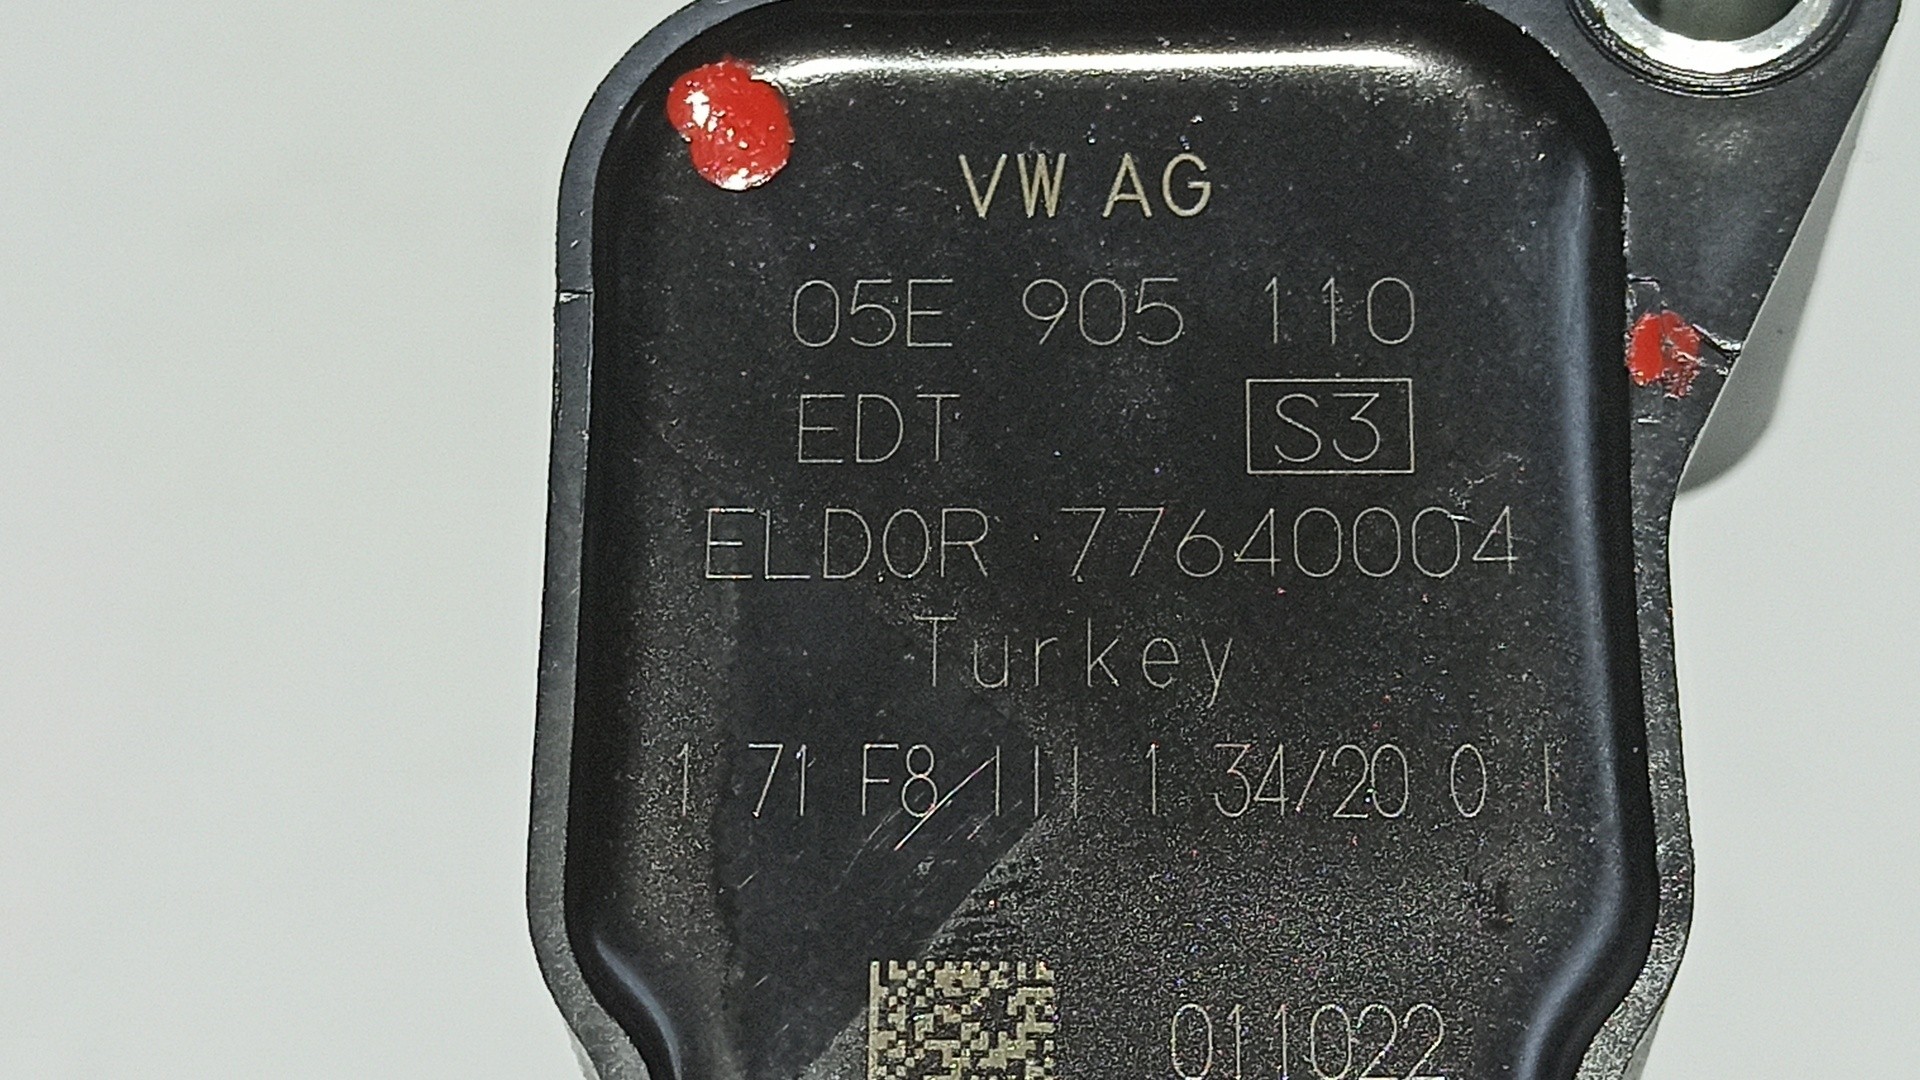 VW AG
05E 905 110
EDT S3
ELDOR 77640004
Turkey
1 71 F8 111 1 34/20 0 1
011022